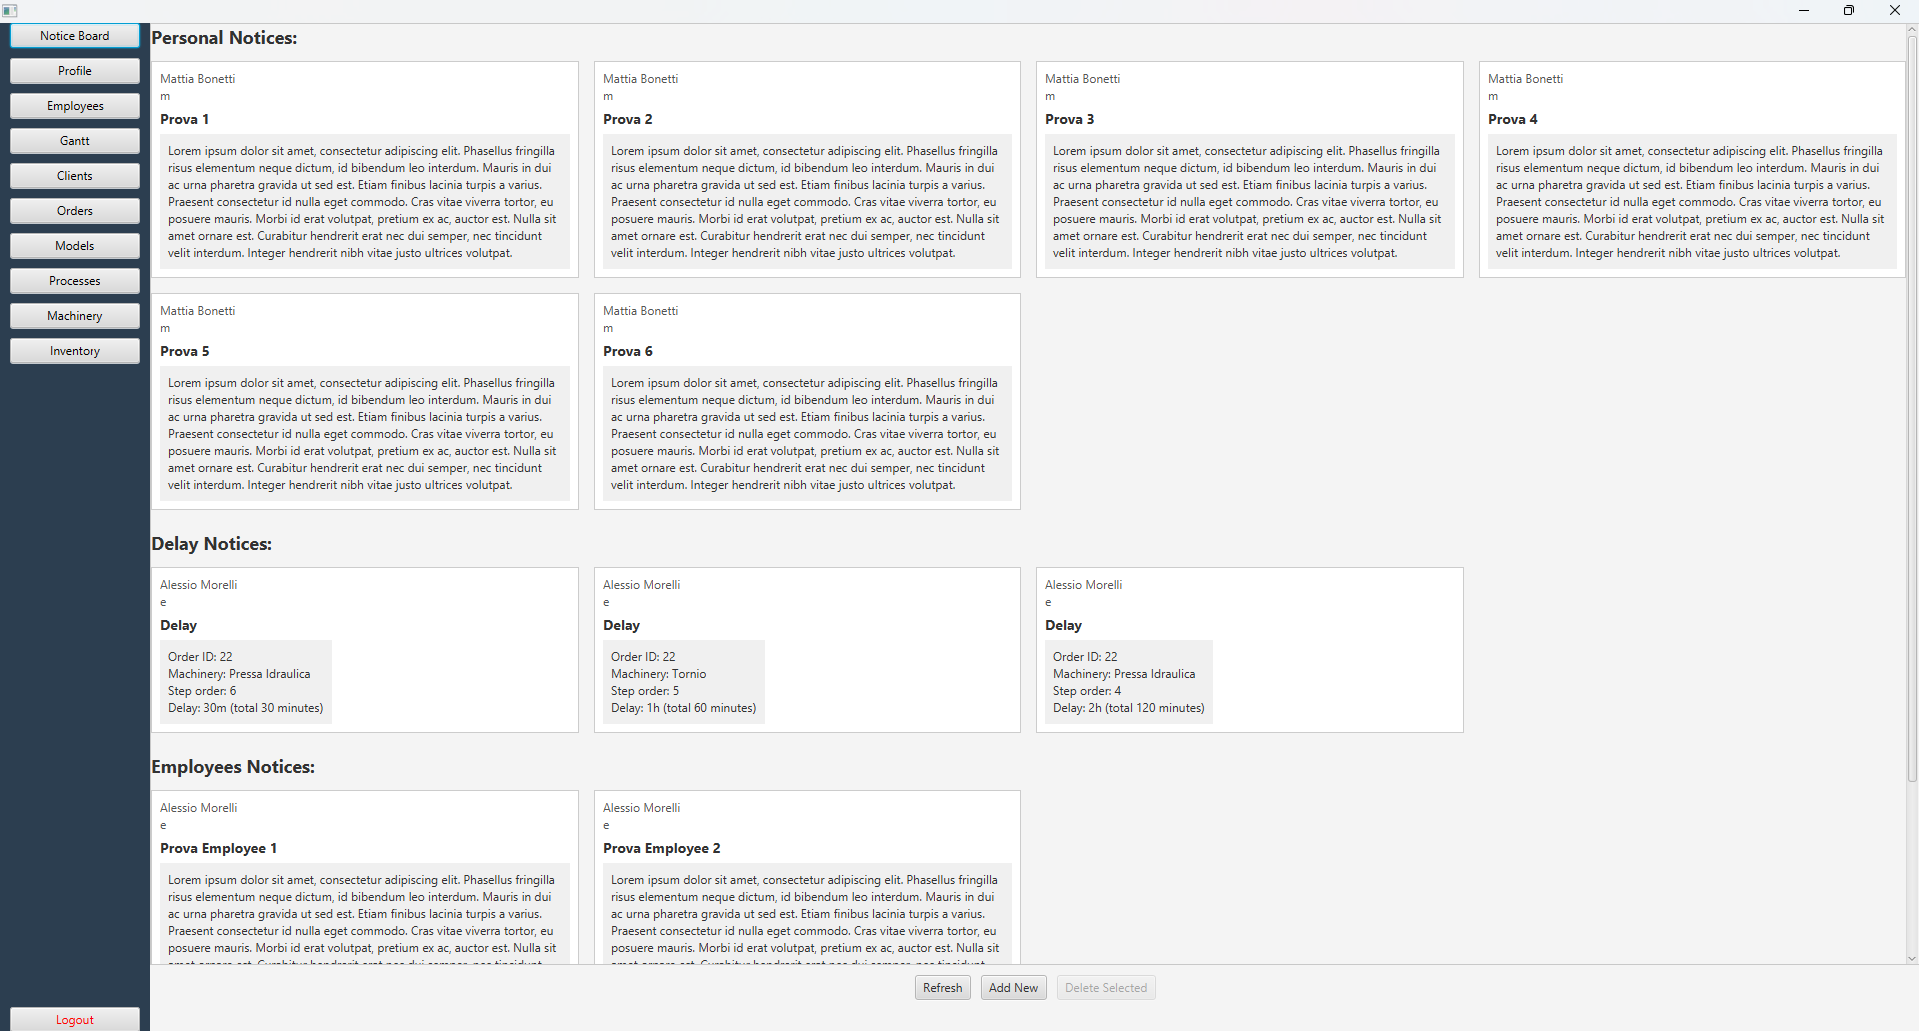 Notice Board
Profile
Employees
Gantt
Clients
Orders
Models
Processes
Machinery
Inventory
Logout
Personal Notices:
Mattia Bonetti
m
Prova 1
Lorem ipsum dolor sit amet, consectetur adipiscing elit. Phasellus fringilla
risus elementum neque dictum, id bibendum leo interdum. Mauris in dui
ac urna pharetra gravida ut sed est. Etiam finibus lacinia turpis a varius.
Praesent consectetur id nulla eget commodo. Cras vitae viverra tortor, eu
posuere mauris. Morbi id erat volutpat, pretium ex ac, auctor est. Nulla sit
amet ornare est. Curabitur hendrerit erat nec dui semper, nec tincidunt
velit interdum. Integer hendrerit nibh vitae justo ultrices volutpat.
Mattia Bonetti
m
Prova 2
Lorem ipsum dolor sit amet, consectetur adipiscing elit. Phasellus fringilla
risus elementum neque dictum, id bibendum leo interdum. Mauris in dui
ac urna pharetra gravida ut sed est. Etiam finibus lacinia turpis a varius.
Praesent consectetur id nulla eget commodo. Cras vitae viverra tortor, eu
posuere mauris. Morbi id erat volutpat, pretium ex ac, auctor est. Nulla sit
amet ornare est. Curabitur hendrerit erat nec dui semper, nec tincidunt
velit interdum. Integer hendrerit nibh vitae justo ultrices volutpat.
Mattia Bonetti
m
Prova 3
Lorem ipsum dolor sit amet, consectetur adipiscing elit. Phasellus fringilla
risus elementum neque dictum, id bibendum leo interdum. Mauris in dui
ac urna pharetra gravida ut sed est. Etiam finibus lacinia turpis a varius.
Praesent consectetur id nulla eget commodo. Cras vitae viverra tortor, eu
posuere mauris. Morbi id erat volutpat, pretium ex ac, auctor est. Nulla sit
amet ornare est. Curabitur hendrerit erat nec dui semper, nec tincidunt
velit interdum. Integer hendrerit nibh vitae justo ultrices volutpat.
Mattia Bonetti
m
Prova 4
Lorem ipsum dolor sit amet, consectetur adipiscing elit. Phasellus fringilla
risus elementum neque dictum, id bibendum leo interdum. Mauris in dui
ac urna pharetra gravida ut sed est. Etiam finibus lacinia turpis a varius.
Praesent consectetur id nulla eget commodo. Cras vitae viverra tortor, eu
posuere mauris. Morbi id erat volutpat, pretium ex ac, auctor est. Nulla sit
amet ornare est. Curabitur hendrerit erat nec dui semper, nec tincidunt
velit interdum. Integer hendrerit nibh vitae justo ultrices volutpat.
Mattia Bonetti
m
Prova 5
Lorem ipsum dolor sit amet, consectetur adipiscing elit. Phasellus fringilla
risus elementum neque dictum, id bibendum leo interdum. Mauris in dui
ac urna pharetra gravida ut sed est. Etiam finibus lacinia turpis a varius.
Praesent consectetur id nulla eget commodo. Cras vitae viverra tortor, eu
posuere mauris. Morbi id erat volutpat, pretium ex ac, auctor est. Nulla sit
amet ornare est. Curabitur hendrerit erat nec dui semper, nec tincidunt
velit interdum. Integer hendrerit nibh vitae justo ultrices volutpat.
Mattia Bonetti
m
Prova 6
Lorem ipsum dolor sit amet, consectetur adipiscing elit. Phasellus fringilla
risus elementum neque dictum, id bibendum leo interdum. Mauris in dui
ac urna pharetra gravida ut sed est. Etiam finibus lacinia turpis a varius.
Praesent consectetur id nulla eget commodo. Cras vitae viverra tortor, eu
posuere mauris. Morbi id erat volutpat, pretium ex ac, auctor est. Nulla sit
amet ornare est. Curabitur hendrerit erat nec dui semper, nec tincidunt
velit interdum. Integer hendrerit nibh vitae justo ultrices volutpat.
Delay Notices:
Alessio Morelli
e
Delay
Order ID: 22
Machinery: Pressa Idraulica
Step order: 6
Delay: 30m (total 30 minutes)
Alessio Morelli
e
Delay
Order ID: 22
Machinery: Tornio
Step order: 5
Delay: 1h (total 60 minutes)
Alessio Morelli
e
Delay
Order ID: 22
Machinery: Pressa Idraulica
Step order: 4
Delay: 2h (total 120 minutes)
Employees Notices:
Alessio Morelli
e
Prova Employee 1
Lorem ipsum dolor sit amet, consectetur adipiscing elit. Phasellus fringilla
risus elementum neque dictum, id bibendum leo interdum. Mauris in dui
ac urna pharetra gravida ut sed est. Etiam finibus lacinia turpis a varius.
Praesent consectetur id nulla eget commodo. Cras vitae viverra tortor, eu
posuere mauris. Morbi id erat volutpat, pretium ex ac, auctor est. Nulla sit
Alessio Morelli
e
Prova Employee 2
Lorem ipsum dolor sit amet, consectetur adipiscing elit. Phasellus fringilla
risus elementum neque dictum, id bibendum leo interdum. Mauris in dui
ac urna pharetra gravida ut sed est. Etiam finibus lacinia turpis a varius.
Praesent consectetur id nulla eget commodo. Cras vitae viverra tortor, eu
posuere mauris. Morbi id erat volutpat, pretium ex ac, auctor est. Nulla sit
Refresh
Add New
Delete Selected